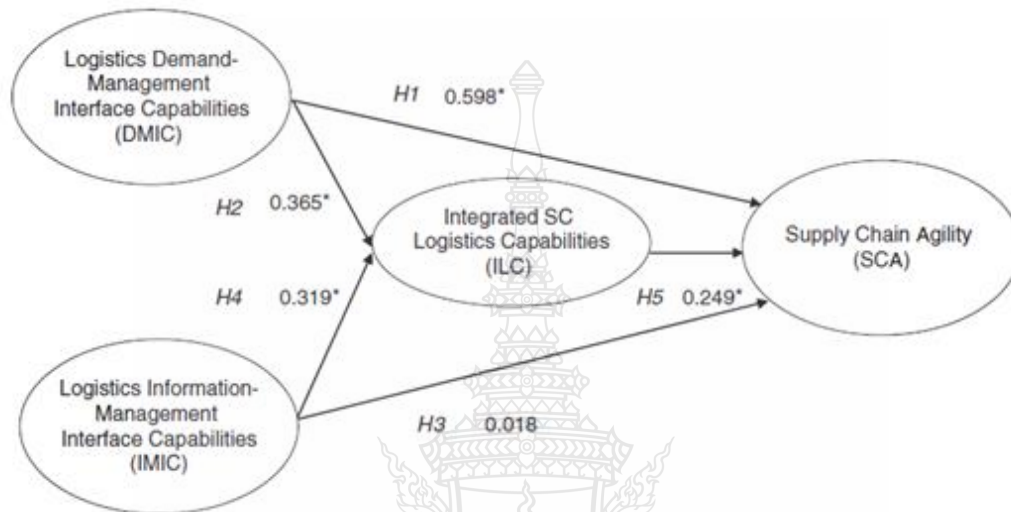 Logistics Demand-
Management
Interface Capabilities
(DMIC)
H1 0.598*
H2 0.365*
Integrated SC
Logistics Capabilities
(ILC)
Supply Chain Agility
(SCA)
H4 0.319*
H5 0.249*
Logistics Information-
Management
Interface Capabilities
(IMIC)
H3 0.018